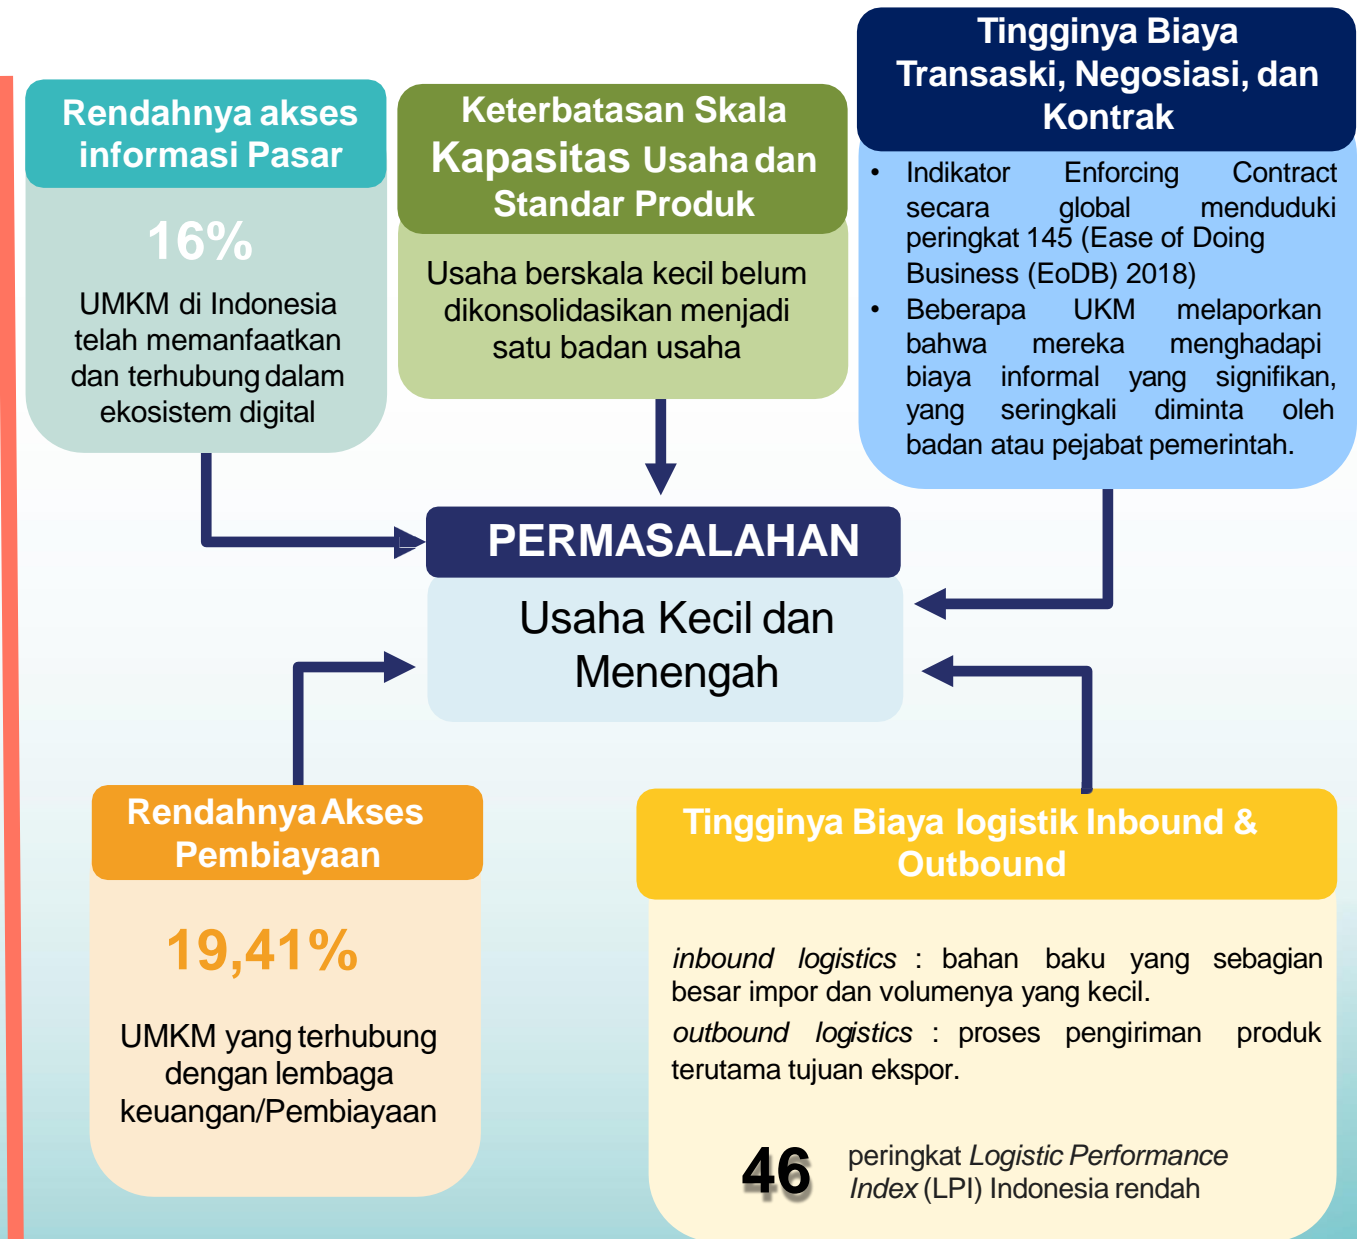 Rendahnya akses
informasi Pasar
16%
UMKM di Indonesia
telah memanfaatkan
dan terhubung dalam
ekosistem digital
Keterbatasan Skala
Kapasitas Usaha dan
Standar Produk
Usaha berskala kecil belum
dikonsolidasikan menjadi
satu badan usaha
Tingginya Biaya
Transaski, Negosiasi, dan
Kontrak
• Indikator Enforcing Contract
secara global menduduki
peringkat 145 (Ease of Doing
Business (EoDB) 2018)
• Beberapa UKM melaporkan
bahwa mereka menghadapi
biaya informal yang signifikan,
yang seringkali diminta oleh
badan atau pejabat pemerintah.
PERMASALAHAN
Usaha Kecil dan
Menengah
Rendahnya Akses
Pembiayaan
19,41%
UMKM yang terhubung
dengan lembaga
keuangan/Pembiayaan
Tingginya Biaya logistik Inbound &
Outbound
inbound logistics : bahan baku yang sebagian
besar impor dan volumenya yang kecil.
outbound logistics : proses pengiriman produk
terutama tujuan ekspor.
46
peringkat Logistic Performance
Index (LPI) Indonesia rendah